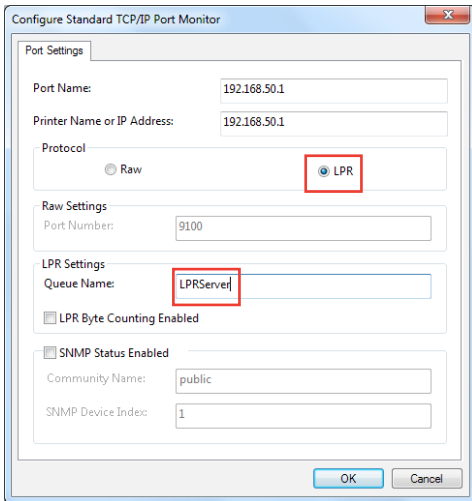 Configure Standard TCP/IP Port Monitor
Port Settings
Port Name: 192.168.50.1
Printer Name or IP Address: 192.168.50.1
Protocol
Raw LPR
Raw Settings
Port Number: 9100
LPR Settings
Queue Name: LPRServer
LPR Byte Counting Enabled
SNMP Status Enabled
Community Name: public
SNMP Device Index: 1
OK Cancel